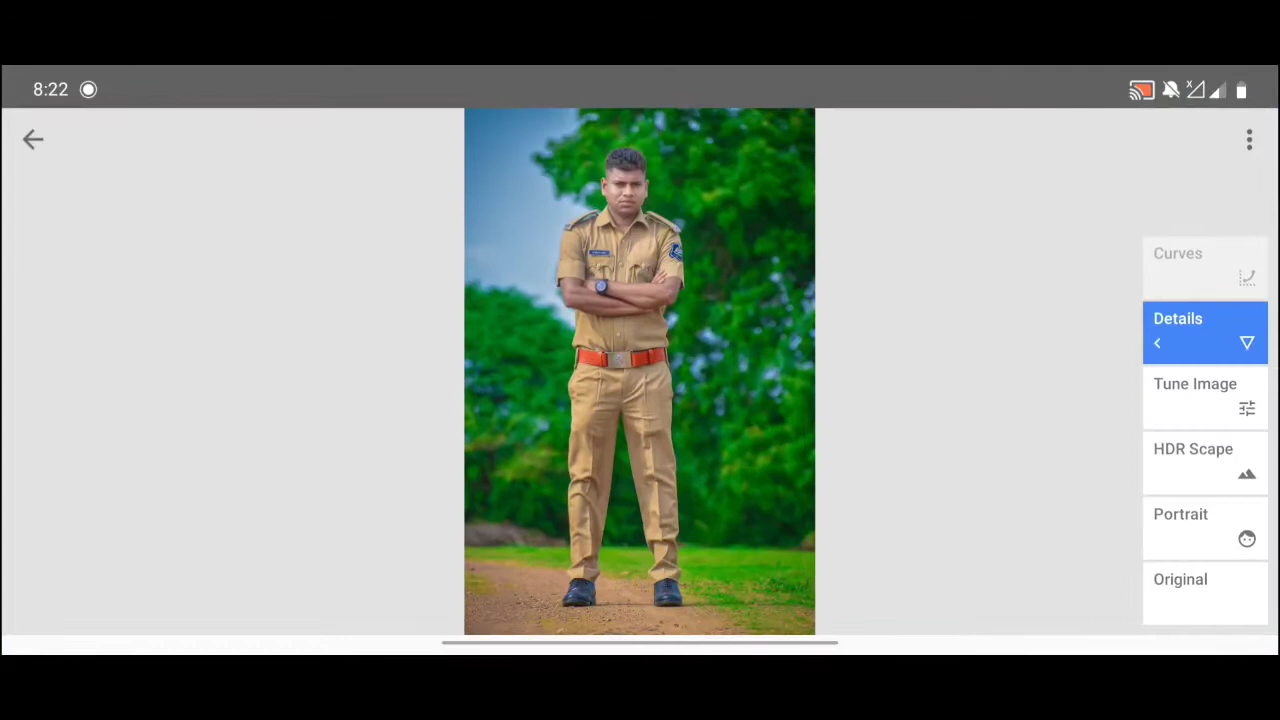 8:22
Curves
Details
Tune Image
HDR Scape
Portrait
Original